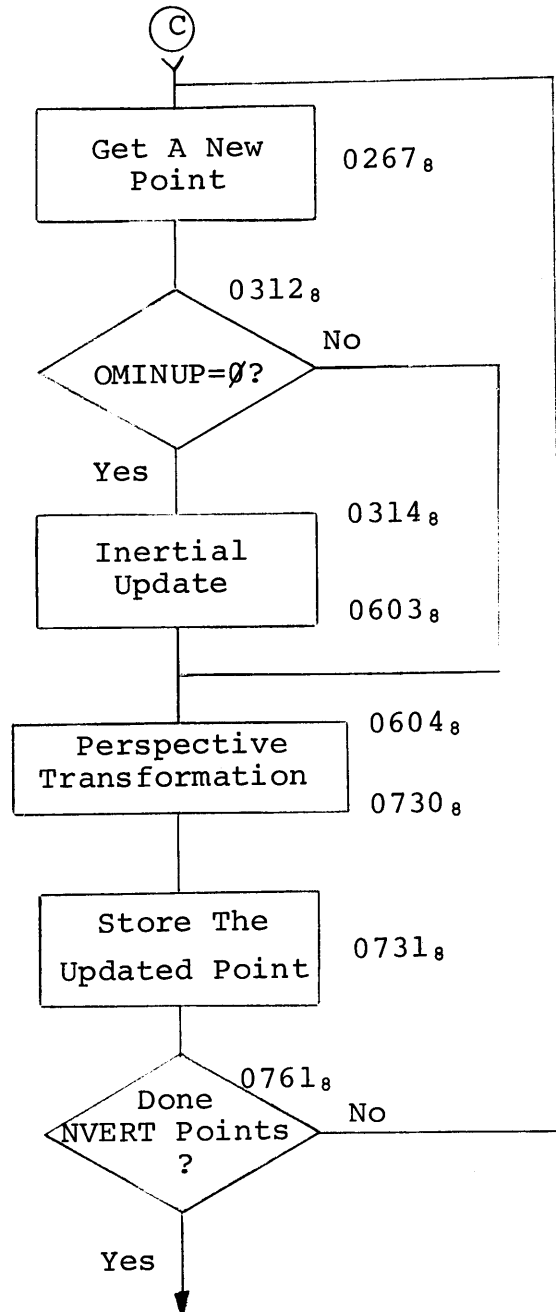 C
Get A New
Point
0267₈
0312₈
No
OMINUP=Ø?
Yes
0314₈
Inertial
Update
0603₈
0604₈
Perspective
Transformation
0730₈
Store The
Updated Point
0731₈
0761₈
Done
NVERT Points
?
No
Yes